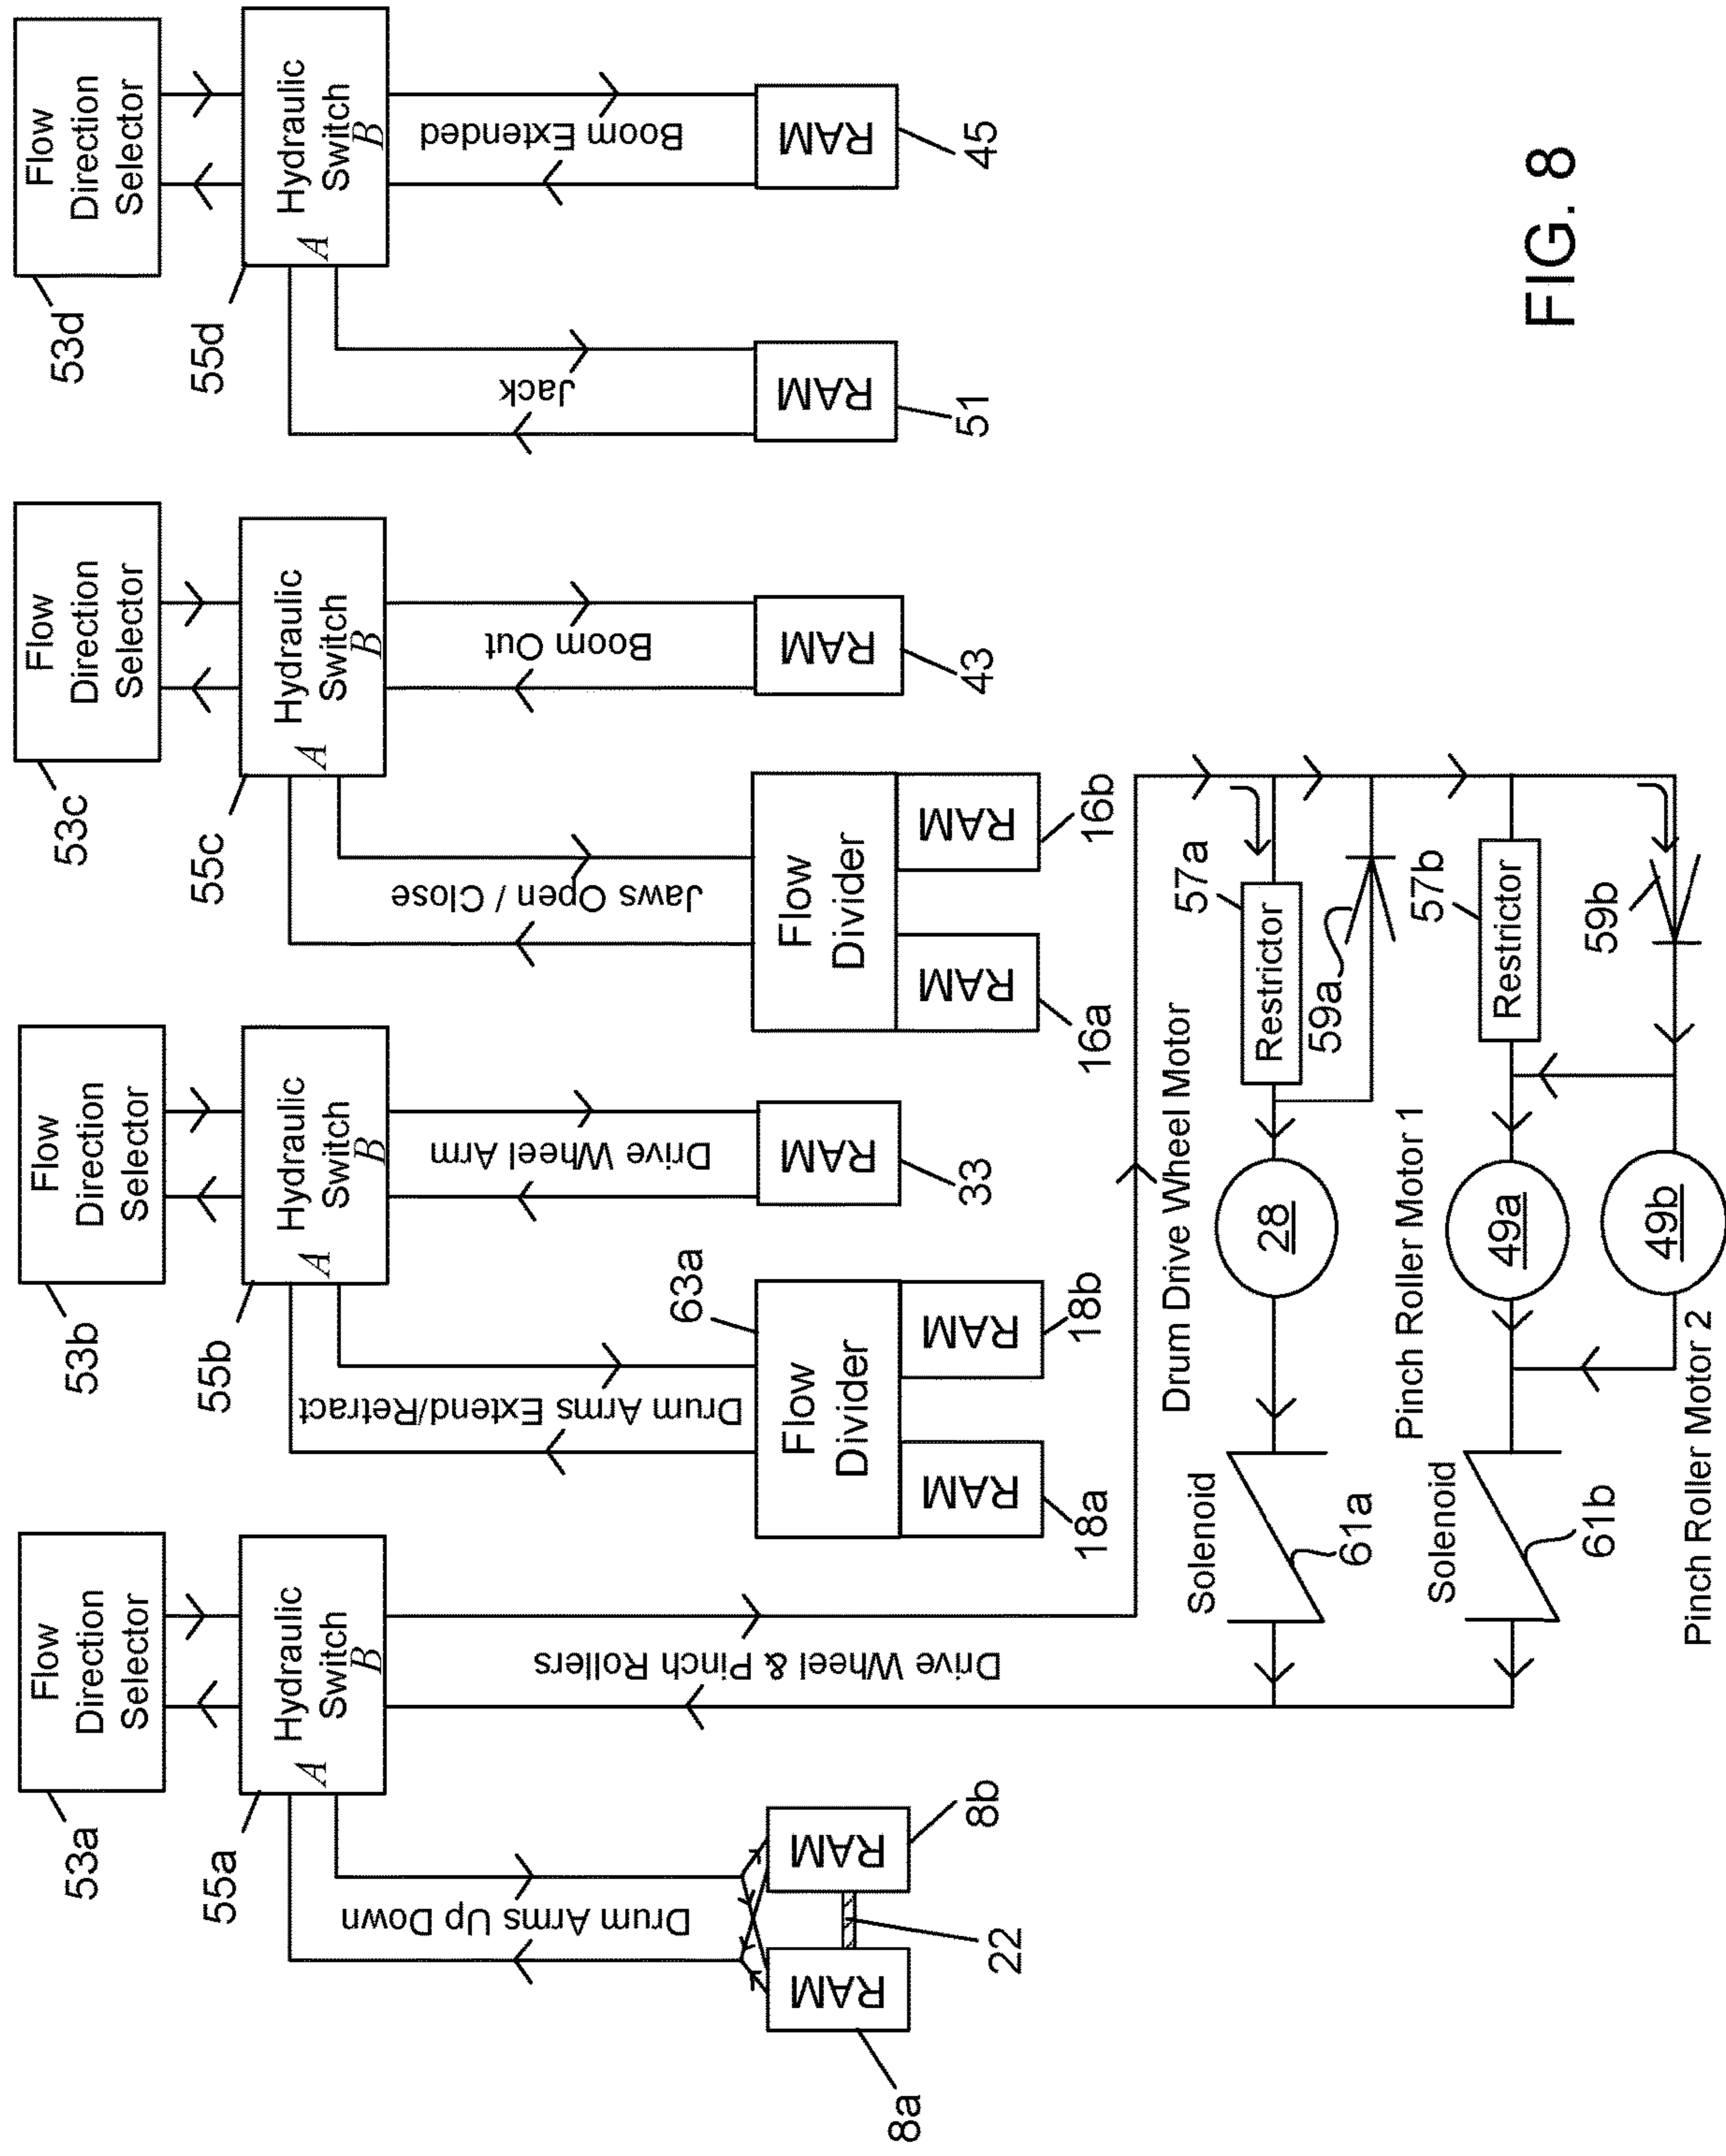 Flow
Direction
Selector
53a
Hydraulic
Switch
A
B
55a
Drum Arms Up Down
RAM
8a
RAM
8b
22
Drive Wheel & Pinch Rollers
Flow
Direction
Selector
53b
Hydraulic
Switch
A
B
55b
Drum Arms Extend/Retract
63a
Flow
Divider
RAM
18a
RAM
18b
Drive Wheel Arm
RAM
33
Flow
Direction
Selector
53c
Hydraulic
Switch
A
B
55c
Jaws Open / Close
Flow
Divider
RAM
16a
RAM
16b
Boom Out
RAM
43
Flow
Direction
Selector
53d
Hydraulic
Switch
A
B
55d
Jack
RAM
51
Boom Extended
RAM
45
Drum Drive Wheel Motor
Solenoid
61a
28
Restrictor
57a
59a
Pinch Roller Motor 1
Solenoid
61b
49a
Restrictor
57b
59b
49b
Pinch Roller Motor 2
FIG. 8